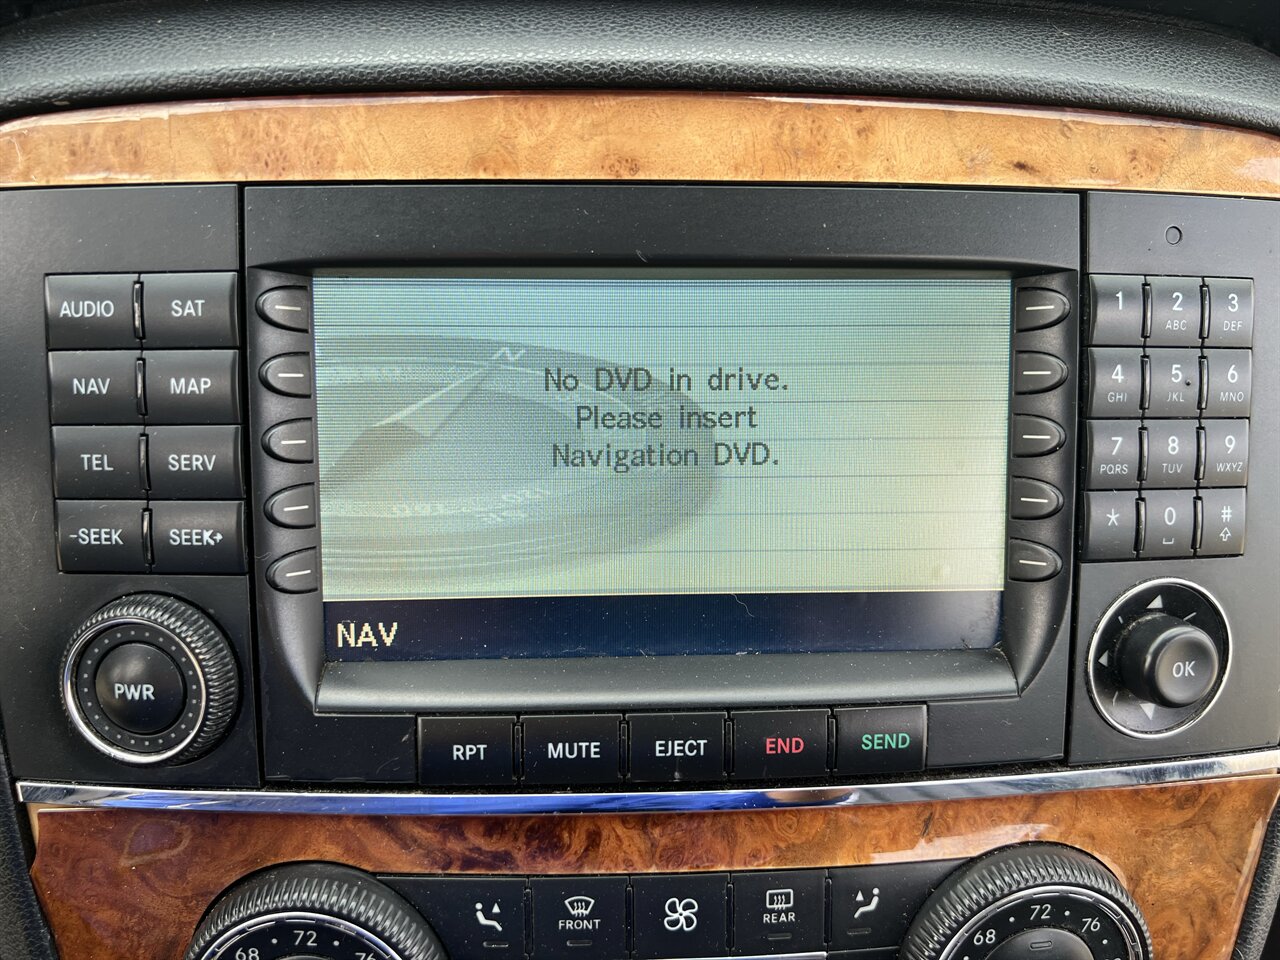 AUDIO SAT
NAV MAP
TEL SERV
-SEEK SEEK+
PWR
N
No DVD in drive.
Please insert
Navigation DVD.
NAV
1 2 ABC 3 DEF
4 GHI 5 JKL 6 MNO
7 PQRS 8 TUV 9 WXYZ
* 0 #
OK
RPT MUTE EJECT END SEND
FRONT REAR
68 72 76
68 72 76